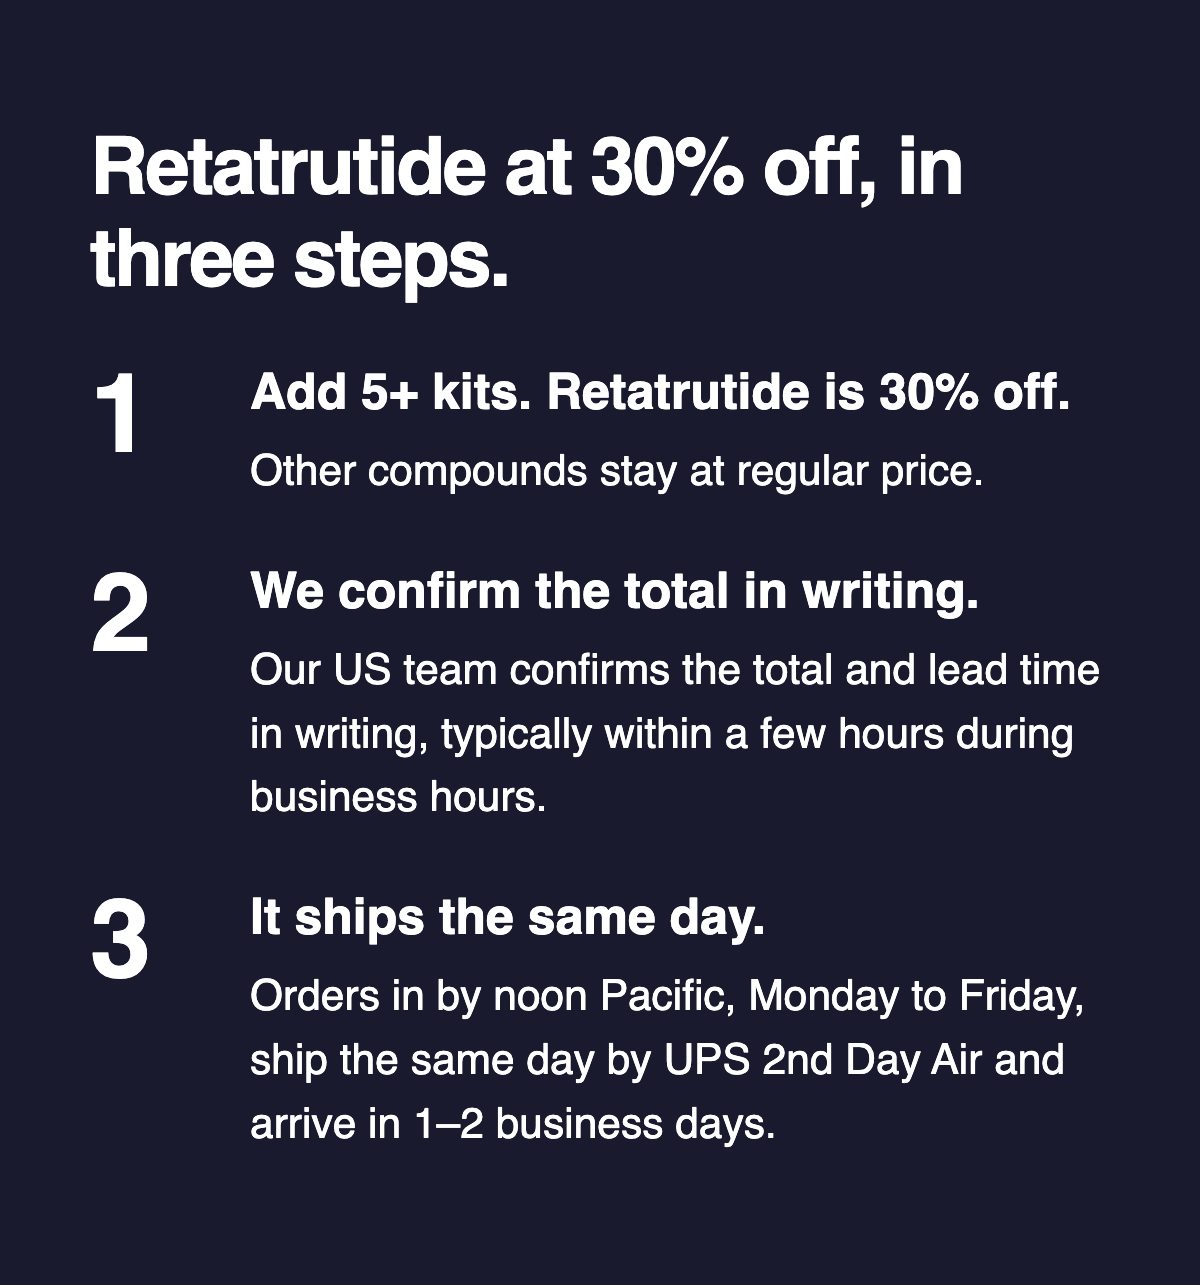 Retatrutide at 30% off, in
three steps.
1
Add 5+ kits. Retatrutide is 30% off.
Other compounds stay at regular price.
2
We confirm the total in writing.
Our US team confirms the total and lead time
in writing, typically within a few hours during
business hours.
3
It ships the same day.
Orders in by noon Pacific, Monday to Friday,
ship the same day by UPS 2nd Day Air and
arrive in 1–2 business days.